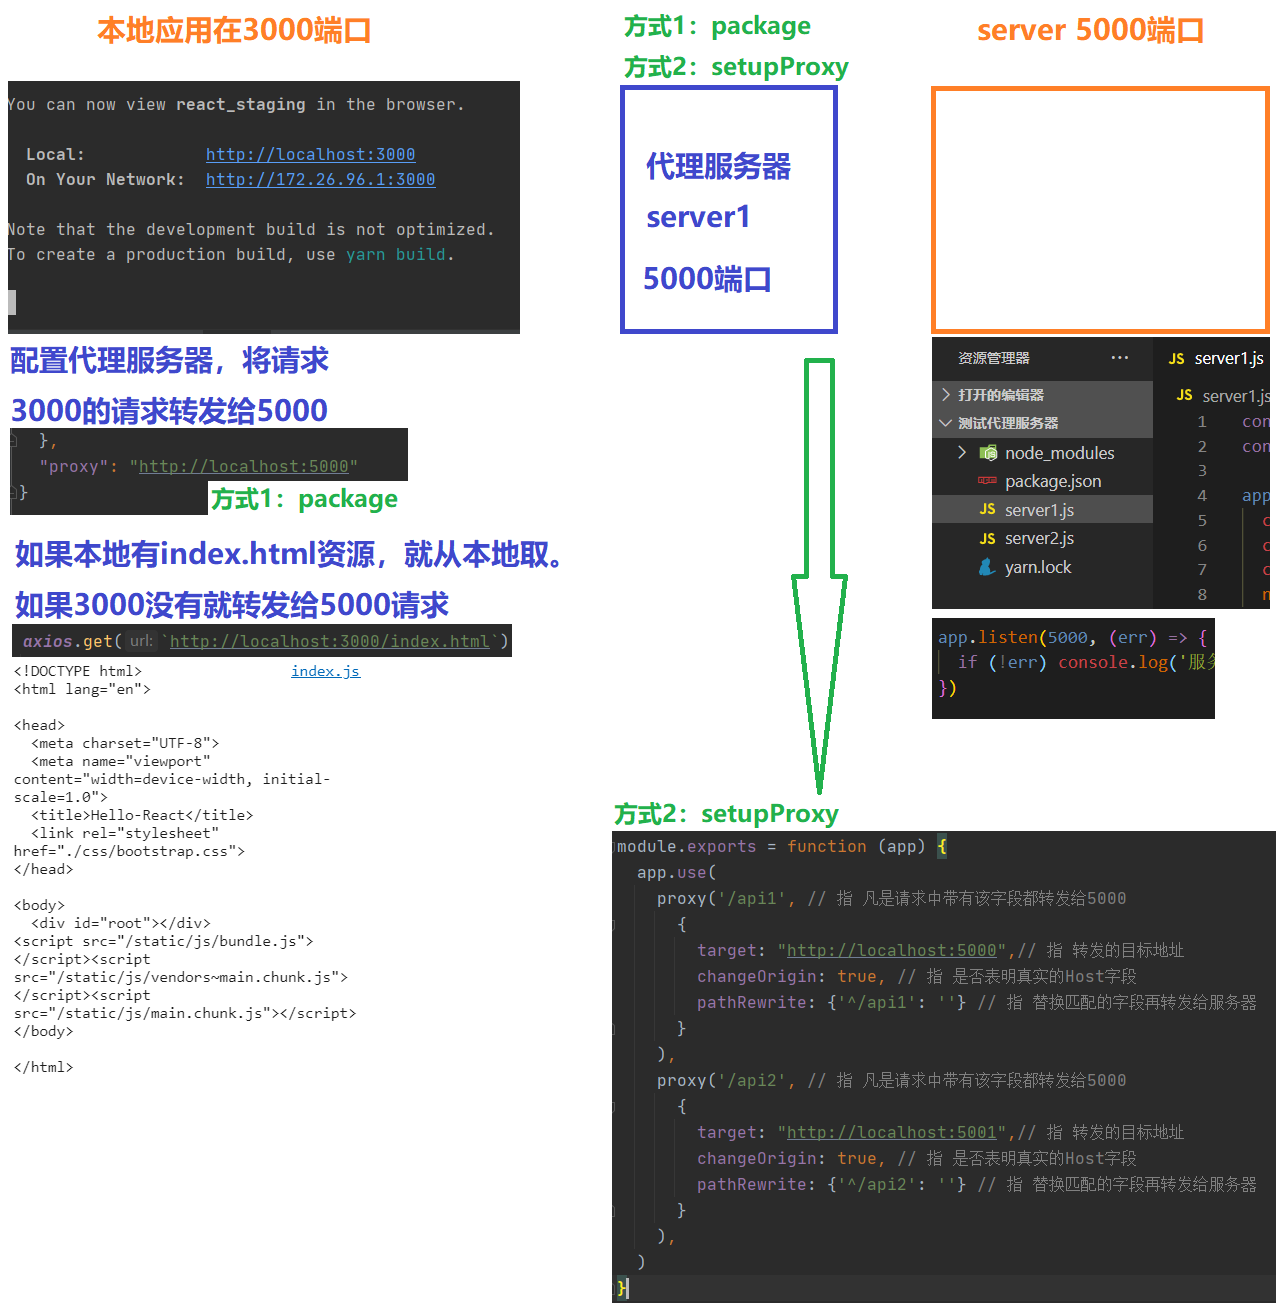 本地应用在3000端口
方式1：package
方式2：setupProxy
server 5000端口
You can now view react_staging in the browser.
Local: http://localhost:3000
On Your Network: http://172.26.96.1:3000
Note that the development build is not optimized.
To create a production build, use yarn build.
代理服务器
server1
5000端口
配置代理服务器，将请求
3000的请求转发给5000
},
"proxy": "http://localhost:5000"
}
方式1：package
如果本地有index.html资源，就从本地取。
如果3000没有就转发给5000请求
axios.get( url: `http://localhost:3000/index.html`)
<!DOCTYPE html> index.js
<html lang="en">
<head>
<meta charset="UTF-8">
<meta name="viewport"
content="width=device-width, initial-
scale=1.0">
<title>Hello-React</title>
<link rel="stylesheet"
href="./css/bootstrap.css">
</head>
<body>
<div id="root"></div>
<script src="/static/js/bundle.js">
</script><script
src="/static/js/vendors~main.chunk.js">
</script><script
src="/static/js/main.chunk.js"></script>
</body>
</html>
资源管理器 ···
打开的编辑器
测试代理服务器
node_modules
package.json
JS server1.js
JS server2.js
yarn.lock
JS server1.js
JS server1.js
1 con
2 con
3
4 app
5 c
6 c
7 c
8 n
app.listen(5000, (err) => {
if (!err) console.log('服务
})
方式2：setupProxy
module.exports = function (app) {
app.use(
proxy('/api1', // 指 凡是请求中带有该字段都转发给5000
{
target: "http://localhost:5000",// 指 转发的目标地址
changeOrigin: true, // 指 是否表明真实的Host字段
pathRewrite: {'^/api1': ''} // 指 替换匹配的字段再转发给服务器
}
),
proxy('/api2', // 指 凡是请求中带有该字段都转发给5000
{
target: "http://localhost:5001",// 指 转发的目标地址
changeOrigin: true, // 指 是否表明真实的Host字段
pathRewrite: {'^/api2': ''} // 指 替换匹配的字段再转发给服务器
}
),
)
}